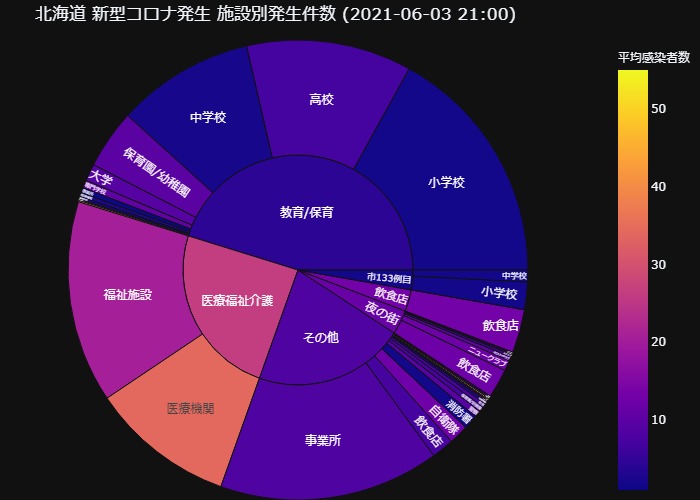 北海道 新型コロナ発生 施設別発生件数 (2021-06-03 21:00)
平均感染者数
50
40
30
20
10
高校
中学校
小学校
保育園/幼稚園
大学
専門学校
教育/保育
市133例目
中学校
小学校
福祉施設
医療福祉介護
飲食店
飲食店
夜の街
その他
ニュークラブ
飲食店
医療機関
消防署
自衛隊
飲食店
事業所